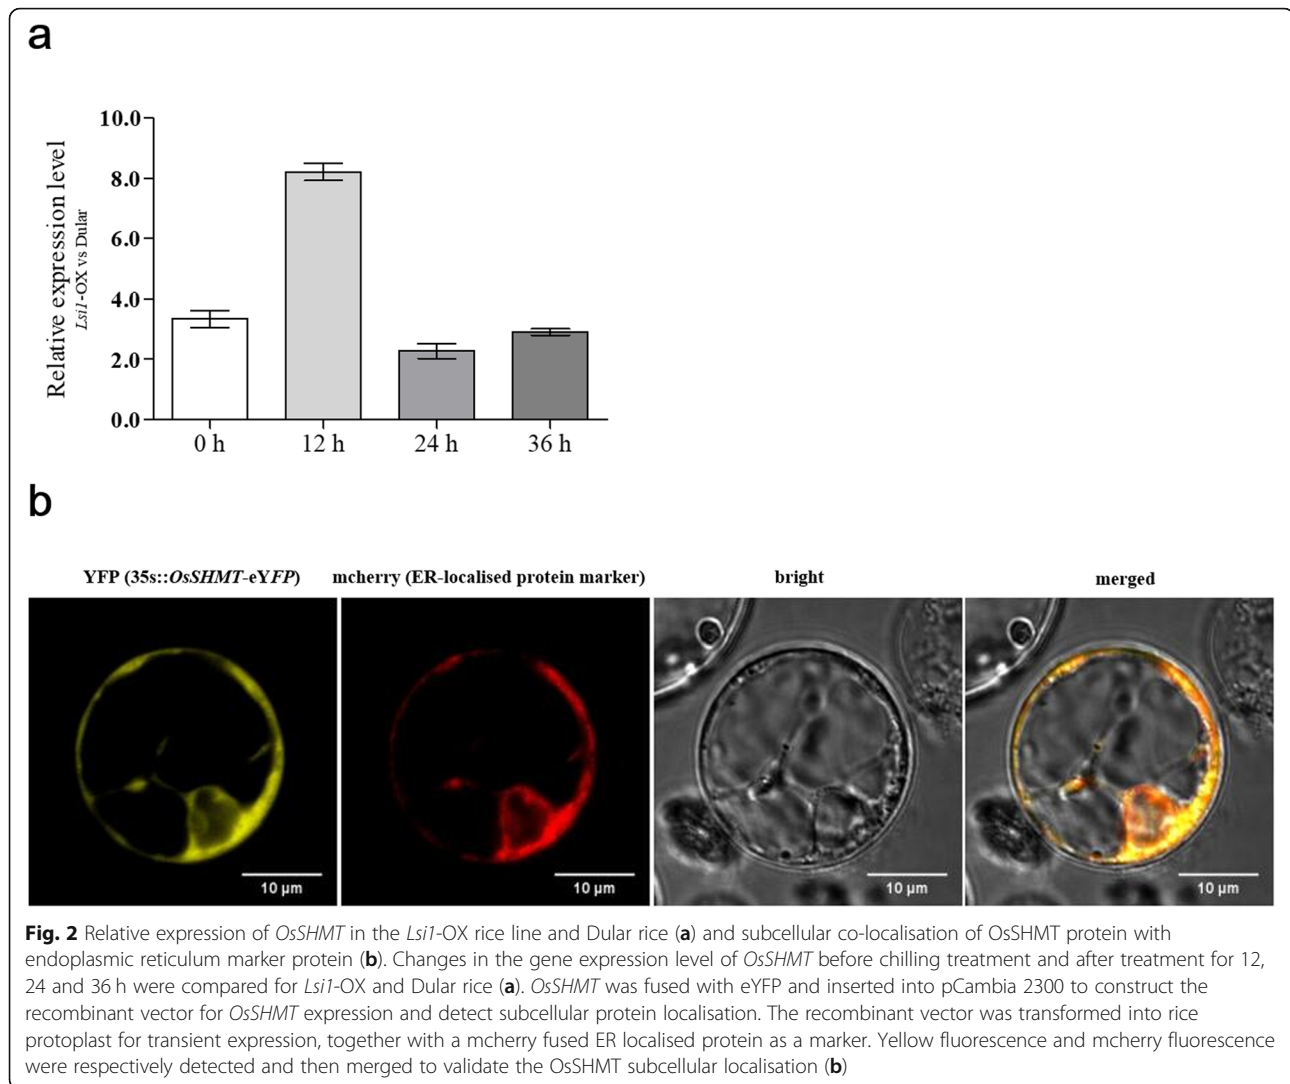 a
Relative expression level
Lsi1-OX vs Dular
10.0
8.0
6.0
4.0
2.0
0.0
0 h 12 h 24 h 36 h
b
YFP (35s::OsSHMT-eYFP) mcherry (ER-localised protein marker) bright merged
10 µm 10 µm 10 µm 10 µm
Fig. 2 Relative expression of OsSHMT in the Lsi1-OX rice line and Dular rice (a) and subcellular co-localisation of OsSHMT protein with
endoplasmic reticulum marker protein (b). Changes in the gene expression level of OsSHMT before chilling treatment and after treatment for 12,
24 and 36 h were compared for Lsi1-OX and Dular rice (a). OsSHMT was fused with eYFP and inserted into pCambia 2300 to construct the
recombinant vector for OsSHMT expression and detect subcellular protein localisation. The recombinant vector was transformed into rice
protoplast for transient expression, together with a mcherry fused ER localised protein as a marker. Yellow fluorescence and mcherry fluorescence
were respectively detected and then merged to validate the OsSHMT subcellular localisation (b)